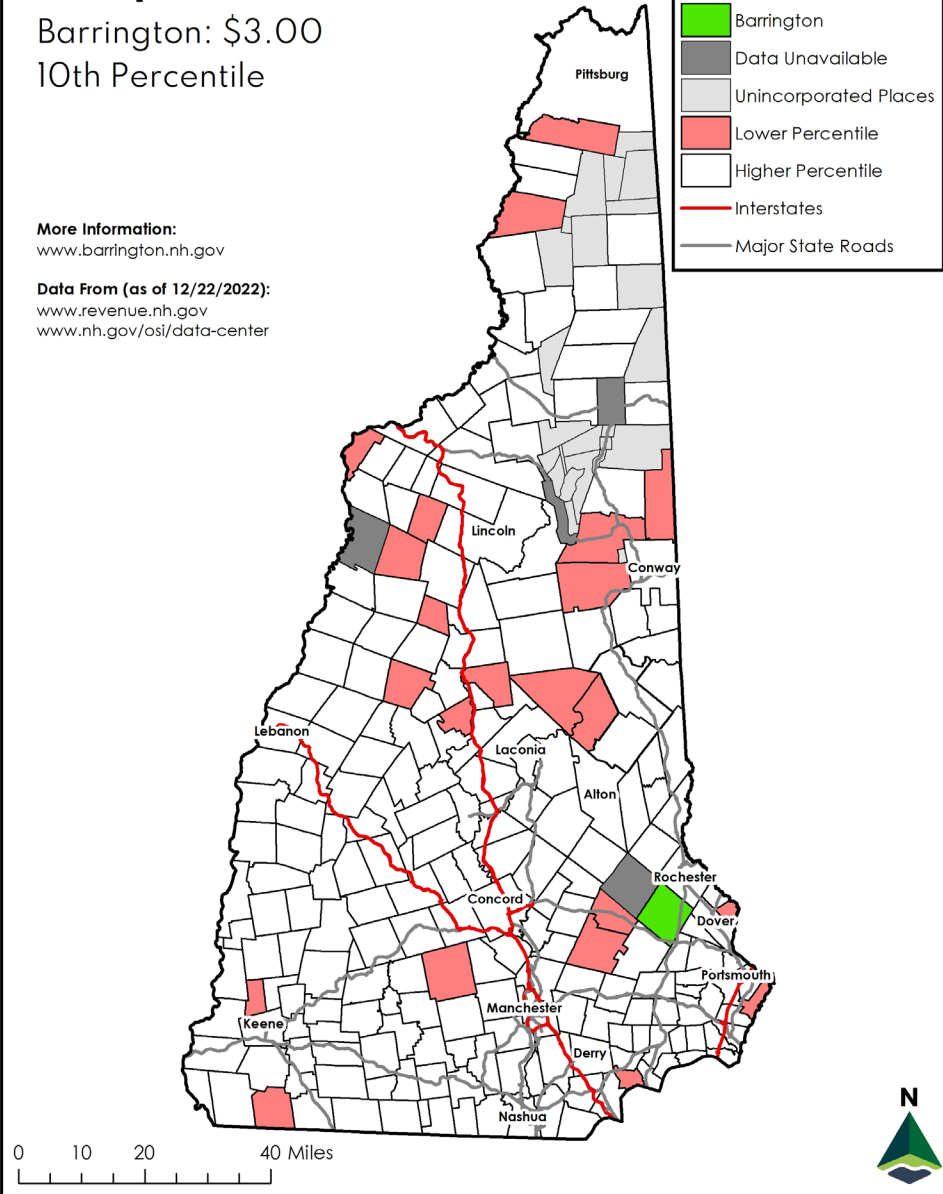 Barrington: $3.00
10th Percentile
Barrington
Data Unavailable
Unincorporated Places
Lower Percentile
Higher Percentile
Interstates
Major State Roads
More Information:
www.barrington.nh.gov
Data From (as of 12/22/2022):
www.revenue.nh.gov
www.nh.gov/osi/data-center
Pittsburg
Lincoln
Conway
Lebanon
Laconia
Alton
Rochester
Concord
Dover
Portsmouth
Manchester
Keene
Derry
Nashua
N
0 10 20 40 Miles